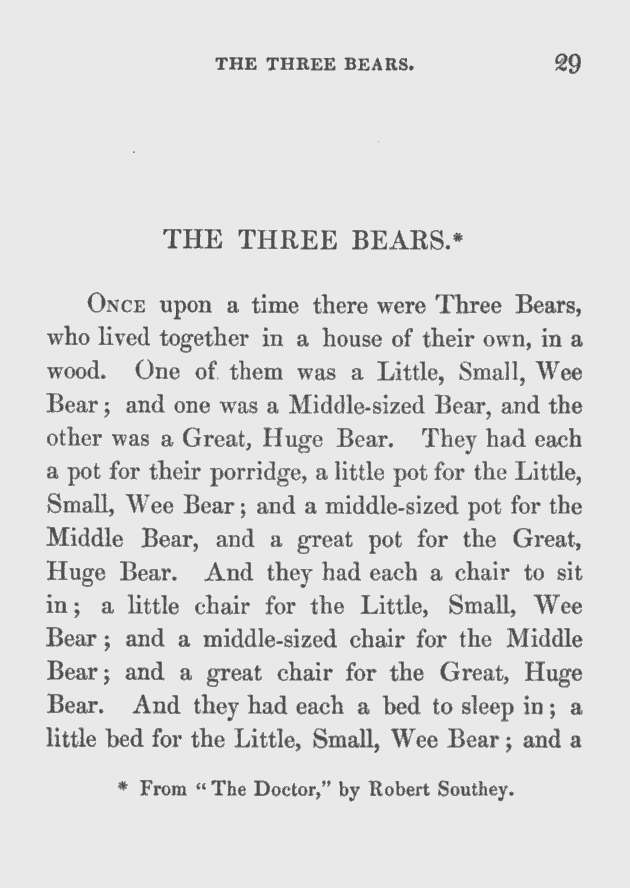 THE THREE BEARS. 29
THE THREE BEARS.*
Once upon a time there were Three Bears,
who lived together in a house of their own, in a
wood. One of them was a Little, Small, Wee
Bear; and one was a Middle-sized Bear, and the
other was a Great, Huge Bear. They had each
a pot for their porridge, a little pot for the Little,
Small, Wee Bear; and a middle-sized pot for the
Middle Bear, and a great pot for the Great,
Huge Bear. And they had each a chair to sit
in; a little chair for the Little, Small, Wee
Bear; and a middle-sized chair for the Middle
Bear; and a great chair for the Great, Huge
Bear. And they had each a bed to sleep in; a
little bed for the Little, Small, Wee Bear; and a
* From "The Doctor," by Robert Southey.